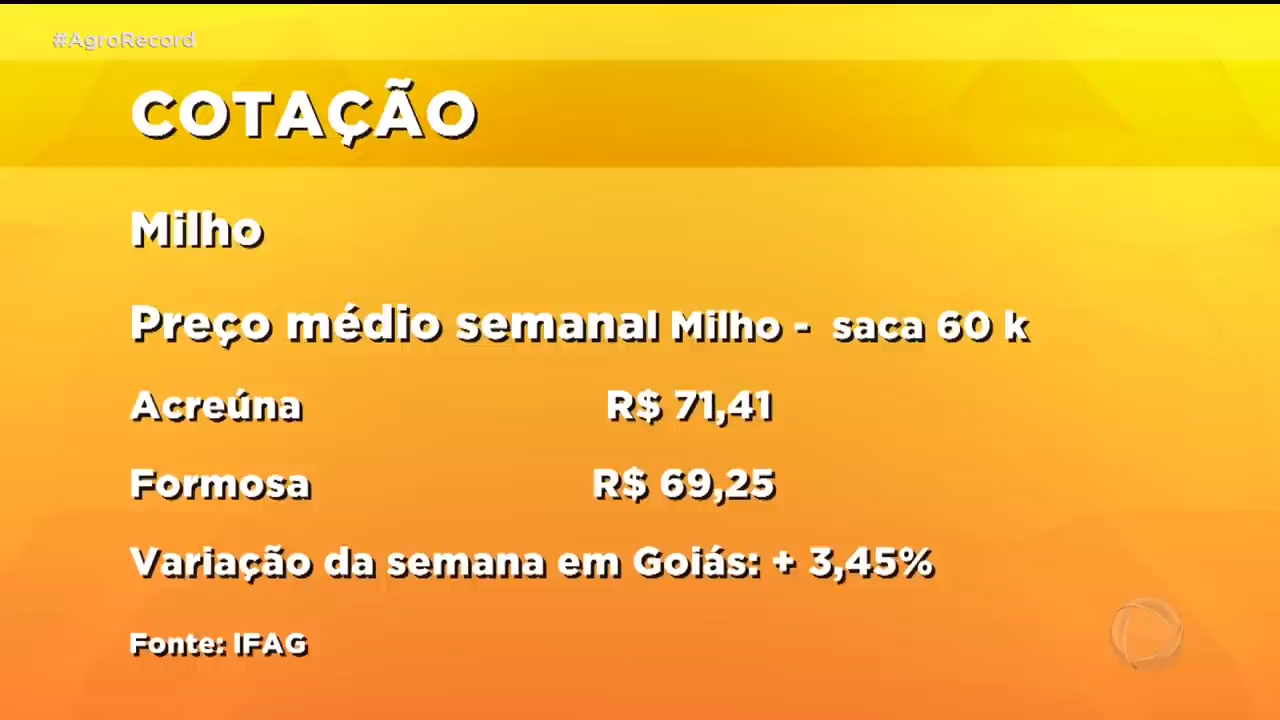 #AgroRecord
COTAÇÃO
Milho
Preço médio semanal Milho - saca 60 k
Acreúna R$ 71,41
Formosa R$ 69,25
Variação da semana em Goiás: + 3,45%
Fonte: IFAG